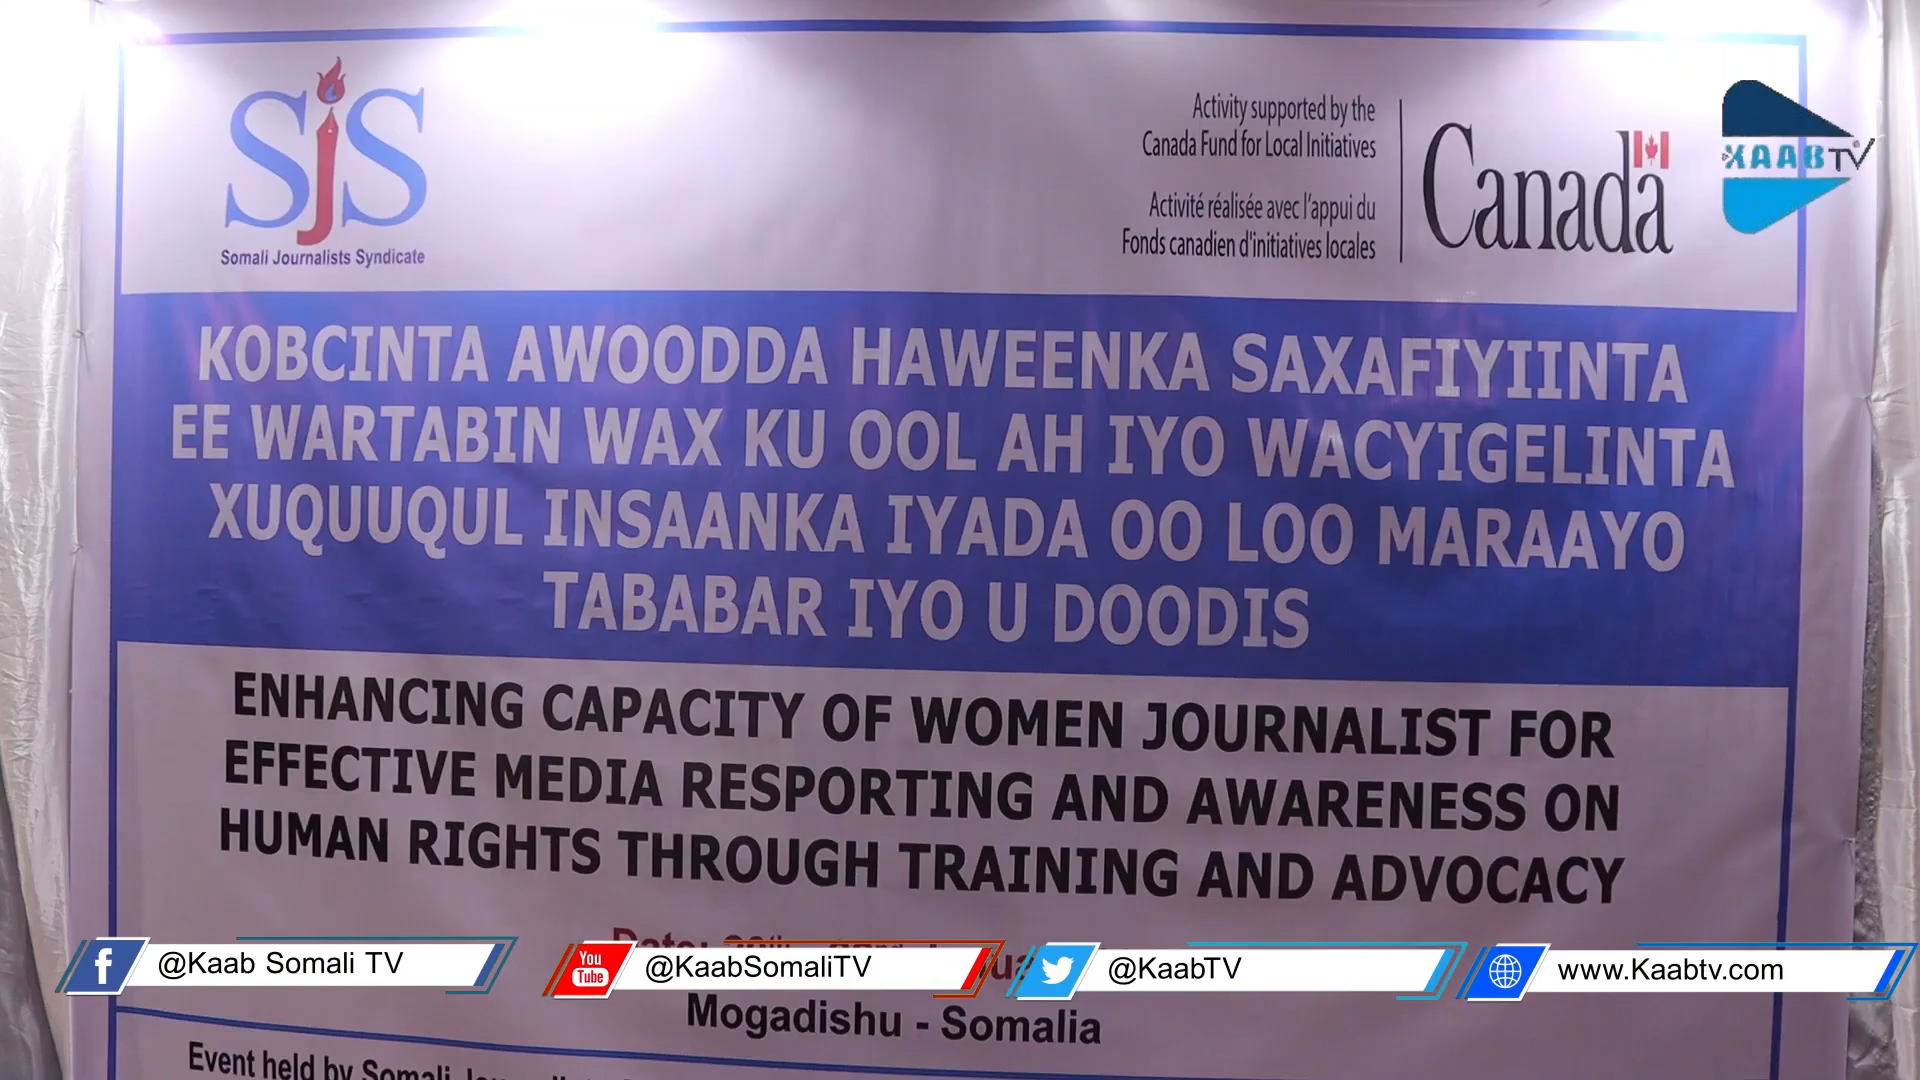 SJS
Somali Journalists Syndicate
Activity supported by the
Canada Fund for Local Initiatives
Activité réalisée avec l'appui du
Fonds canadien d'initiatives locales
Canada
KAABTV
KOBCINTA AWOODDA HAWEENKA SAXAFIYIINTA
EE WARTABIN WAX KU OOL AH IYO WACYIGELINTA
XUQUUQUL INSAANKA IYADA OO LOO MARAAYO
TABABAR IYO U DOODIS
ENHANCING CAPACITY OF WOMEN JOURNALIST FOR
EFFECTIVE MEDIA RESPORTING AND AWARENESS ON
HUMAN RIGHTS THROUGH TRAINING AND ADVOCACY
Date:
@Kaab Somali TV
You Tube @KaabSomaliTV
@KaabTV
www.Kaabtv.com
Mogadishu - Somalia
Event held by Somali